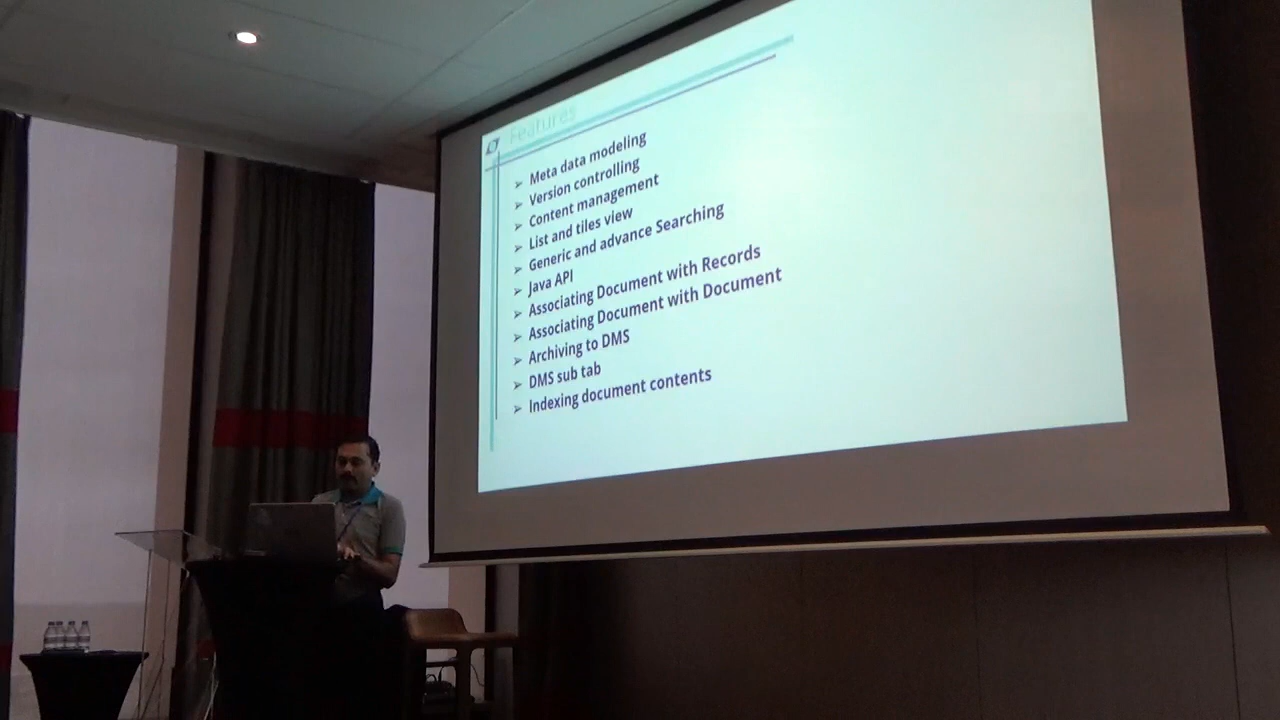 Features
Meta data modeling
Version controlling
Content management
List and tiles view
Generic and advance Searching
Java API
Associating Document with Records
Associating Document with Document
Archiving to DMS
DMS sub tab
Indexing document contents